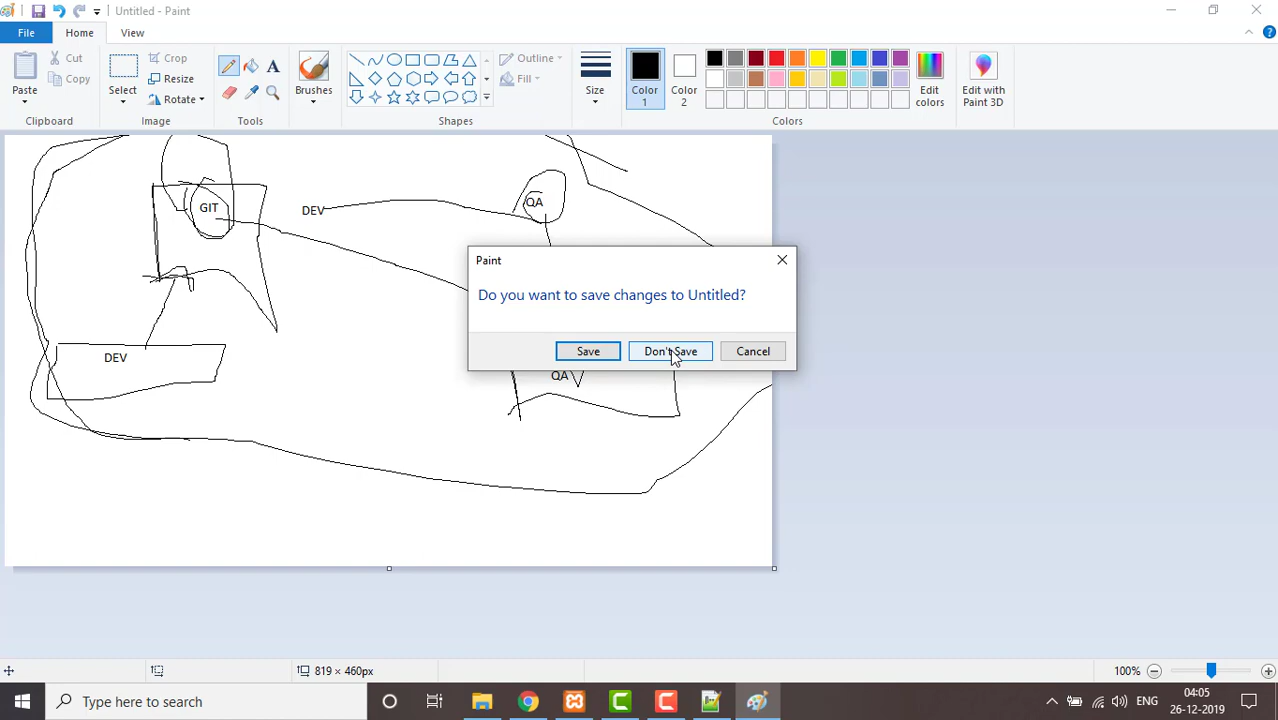 Untitled - Paint
File
Home
View
Paste
Cut
Copy
Clipboard
Select
Crop
Resize
Rotate
Image
A
Tools
Brushes
Outline
Fill
Shapes
Size
Color 1
Color 2
Edit colors
Edit with Paint 3D
Colors
GIT
DEV
QA
DEV
QA
Paint
Do you want to save changes to Untitled?
Save
Don't Save
Cancel
819 × 460px
100%
Type here to search
ENG
04:05
26-12-2019